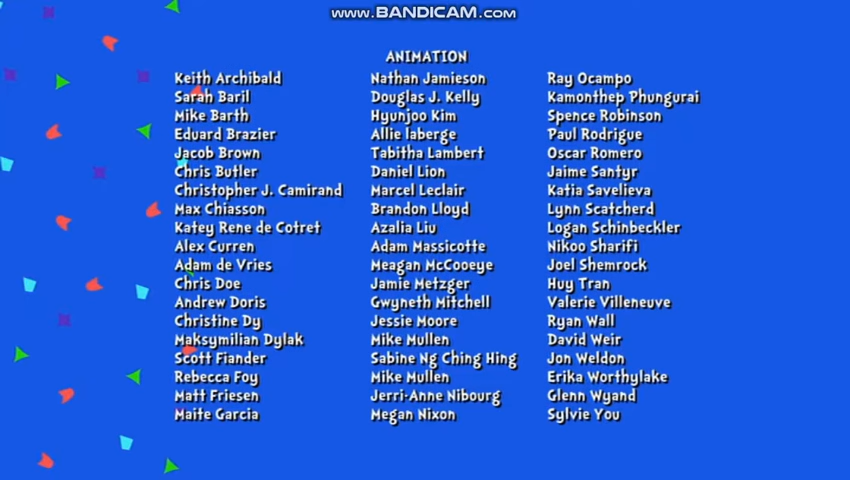 www.BANDICAM.com
ANIMATION
Keith Archibald
Sarah Baril
Mike Barth
Eduard Brazier
Jacob Brown
Chris Butler
Christopher J. Camirand
Max Chiasson
Katey Rene de Cotret
Alex Curren
Adam de Vries
Chris Doe
Andrew Doris
Christine Dy
Maksymilian Dylak
Scott Fiander
Rebecca Foy
Matt Friesen
Maite Garcia
Nathan Jamieson
Douglas J. Kelly
Hyunjoo Kim
Allie laberge
Tabitha Lambert
Daniel Lion
Marcel Leclair
Brandon Lloyd
Azalia Liu
Adam Massicotte
Meagan McCooeye
Jamie Metzger
Gwyneth Mitchell
Jessie Moore
Mike Mullen
Sabine Ng Ching Hing
Mike Mullen
Jerri-Anne Nibourg
Megan Nixon
Ray Ocampo
Kamonthep Phungurai
Spence Robinson
Paul Rodrigue
Oscar Romero
Jaime Santyr
Katia Savelieva
Lynn Scatcherd
Logan Schinbeckler
Nikoo Sharifi
Joel Shemrock
Huy Tran
Valerie Villeneuve
Ryan Wall
David Weir
Jon Weldon
Erika Worthylake
Glenn Wyand
Sylvie You